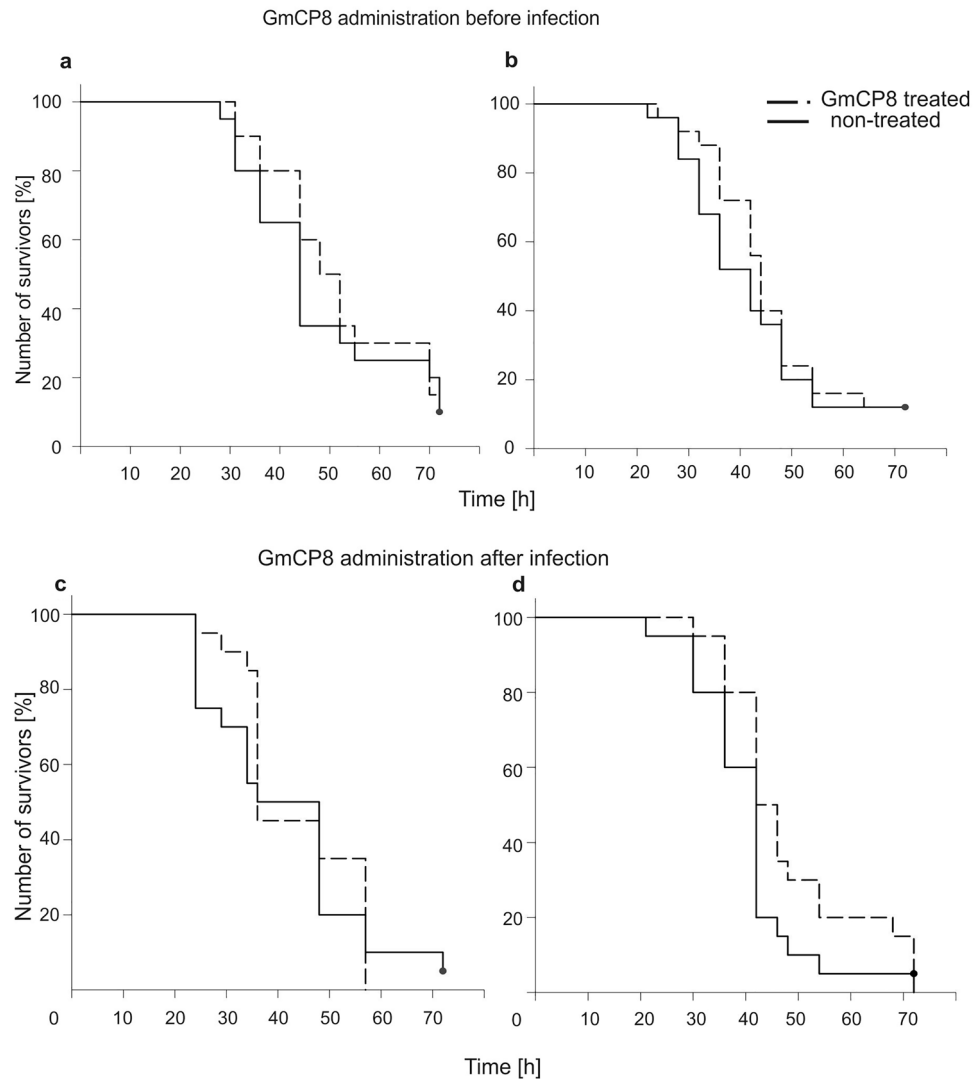 GmCP8 administration before infection
a
b
GmCP8 treated
non-treated
Number of survivors [%]
100
80
60
40
20
0
10 20 30 40 50 60 70
100
80
60
40
20
0
10 20 30 40 50 60 70
Time [h]
GmCP8 administration after infection
c
d
Number of survivors [%]
100
80
60
40
20
0 10 20 30 40 50 60 70
100
80
60
40
20
0 10 20 30 40 50 60 70
Time [h]